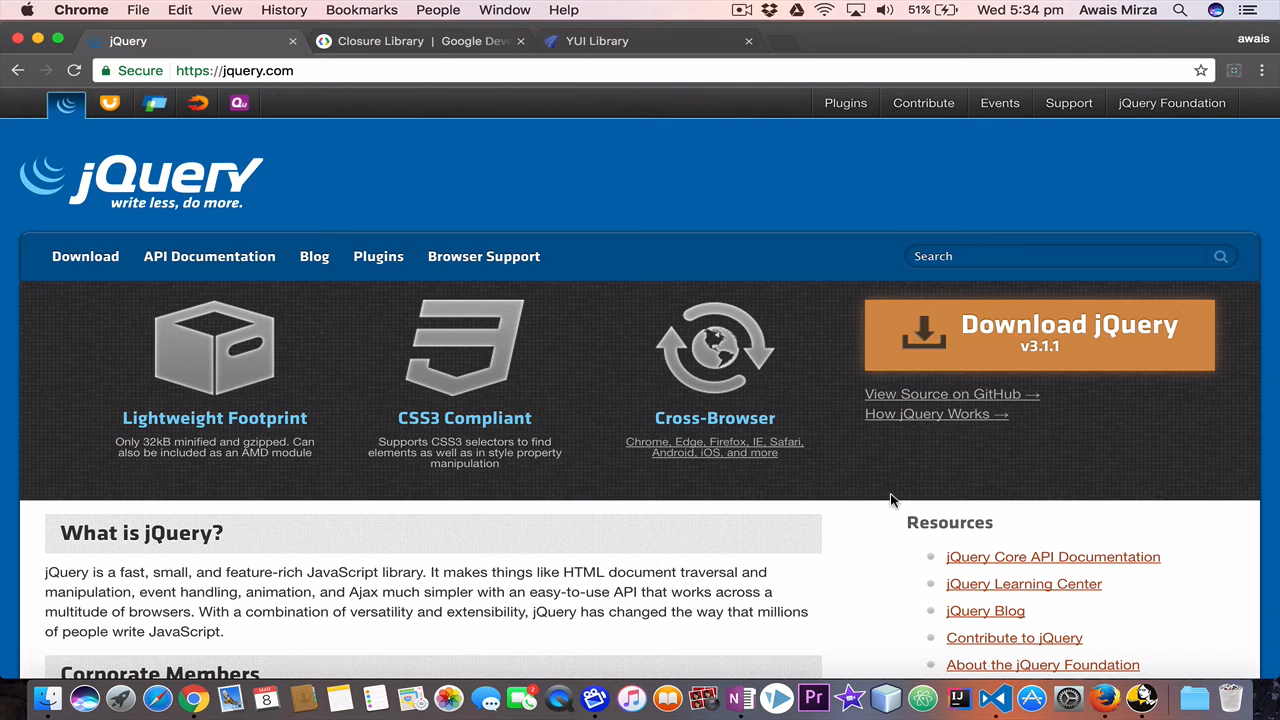 Chrome File Edit View History Bookmarks People Window Help 51% Wed 5:34 pm Awais Mirza
jQuery Closure Library | Google Dev YUI Library awais
Secure https://jquery.com
Qu Plugins Contribute Events Support jQuery Foundation
jQuery
write less, do more.
Download API Documentation Blog Plugins Browser Support Search
Download jQuery
v3.1.1
View Source on GitHub →
How jQuery Works →
Lightweight Footprint CSS3 Compliant Cross-Browser
Only 32kB minified and gzipped. Can Supports CSS3 selectors to find Chrome, Edge, Firefox, IE, Safari,
also be included as an AMD module elements as well as in style property Android, iOS, and more
manipulation
What is jQuery? Resources
jQuery is a fast, small, and feature-rich JavaScript library. It makes things like HTML document traversal and
manipulation, event handling, animation, and Ajax much simpler with an easy-to-use API that works across a
multitude of browsers. With a combination of versatility and extensibility, jQuery has changed the way that millions
of people write JavaScript.
jQuery Core API Documentation
jQuery Learning Center
jQuery Blog
Contribute to jQuery
About the jQuery Foundation
Corporate Members
MAR
8
2
N
Pr
IJ